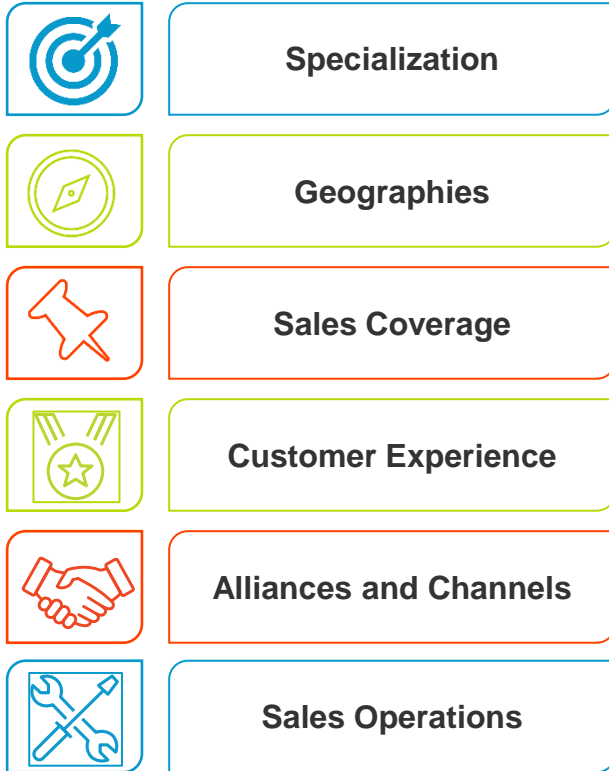 Specialization
Geographies
Sales Coverage
Customer Experience
Alliances and Channels
Sales Operations